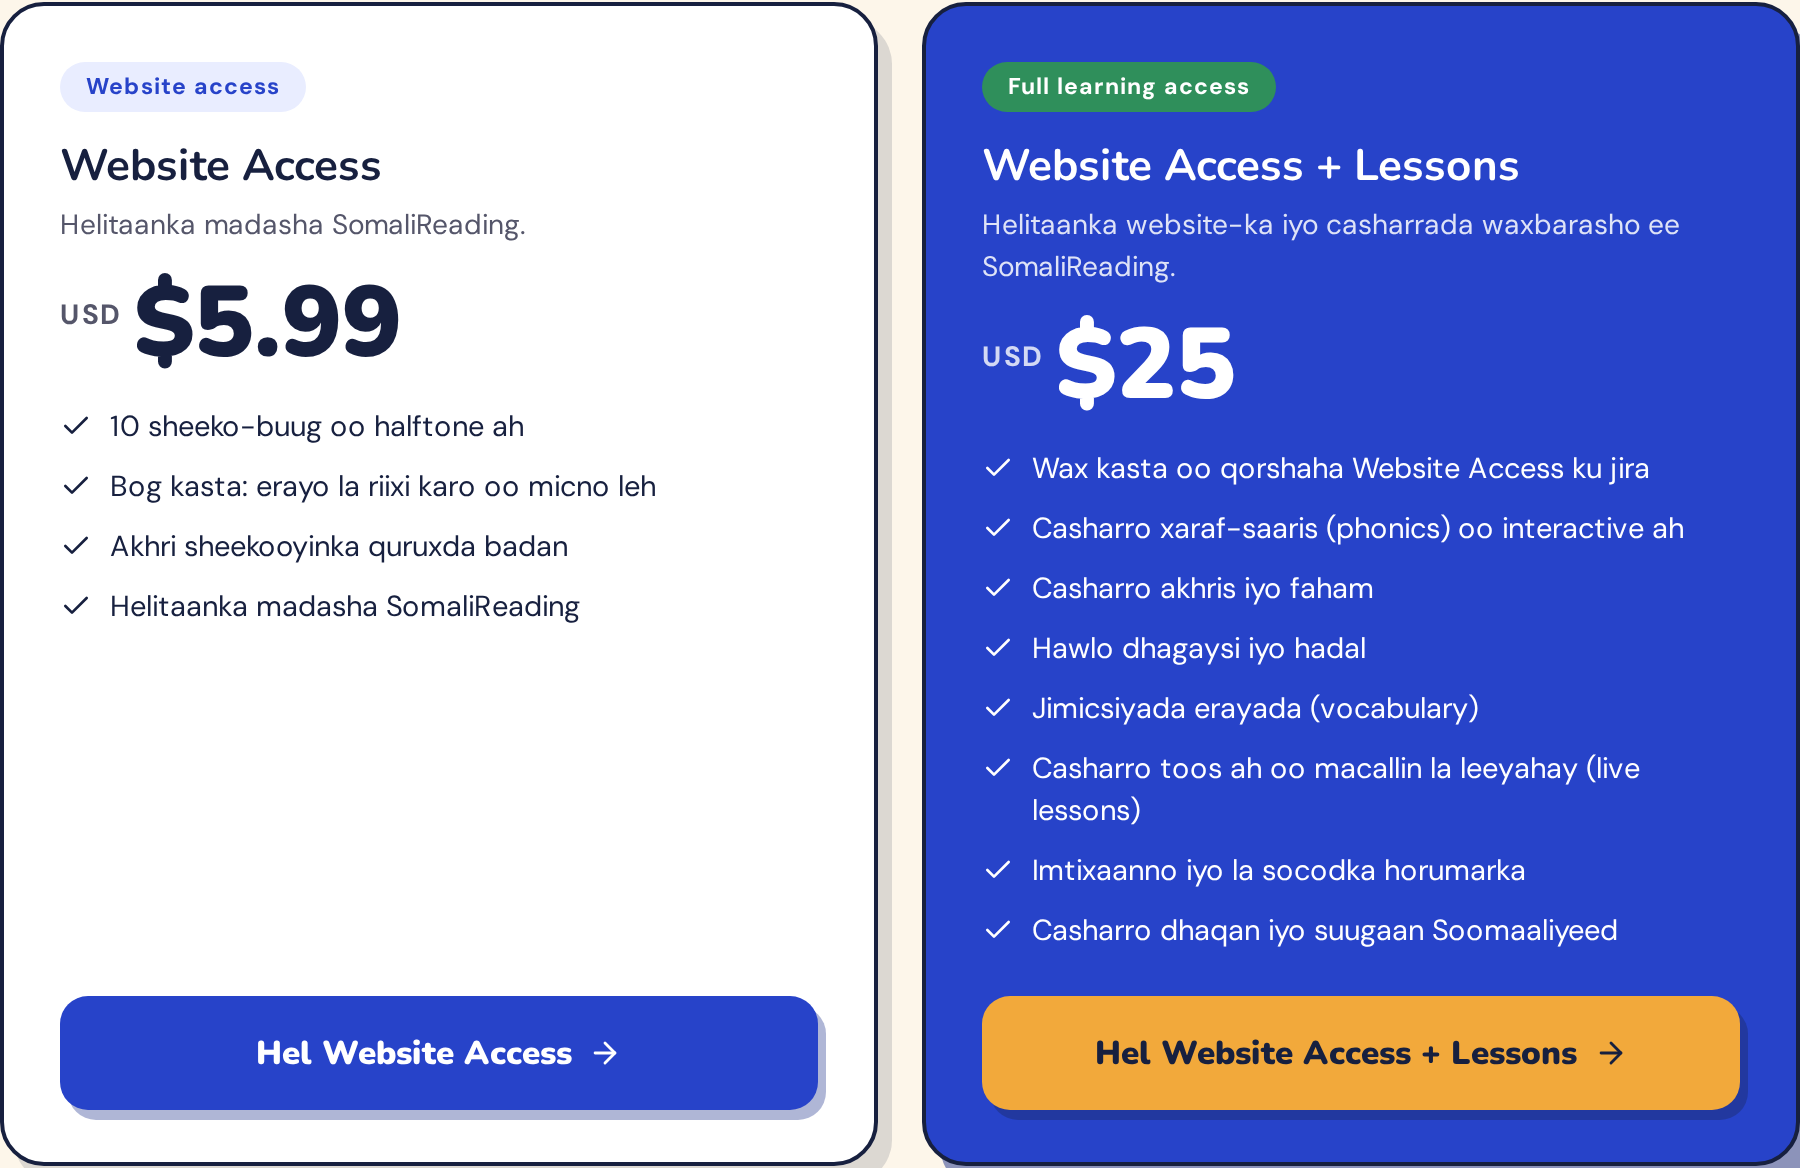 Website access
Website Access
Helitaanka madasha SomaliReading.
USD $5.99
10 sheeko-buug oo halftone ah
Bog kasta: erayo la riixi karo oo micno leh
Akhri sheekooyinka quruxda badan
Helitaanka madasha SomaliReading
Hel Website Access →
Full learning access
Website Access + Lessons
Helitaanka website-ka iyo casharrada waxbarasho ee
SomaliReading.
USD $25
Wax kasta oo qorshaha Website Access ku jira
Casharro xaraf-saaris (phonics) oo interactive ah
Casharro akhris iyo faham
Hawlo dhagaysi iyo hadal
Jimicsiyada erayada (vocabulary)
Casharro toos ah oo macallin la leeyahay (live
lessons)
Imtixaanno iyo la socodka horumarka
Casharro dhaqan iyo suugaan Soomaaliyeed
Hel Website Access + Lessons →